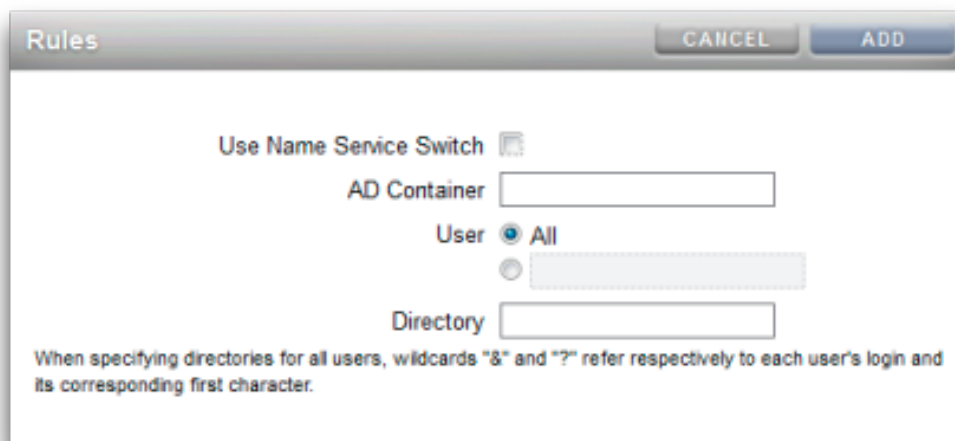 Rules
CANCEL
ADD
Use Name Service Switch
AD Container
User
All
Directory
When specifying directories for all users, wildcards "&" and "?" refer respectively to each user's login and
its corresponding first character.